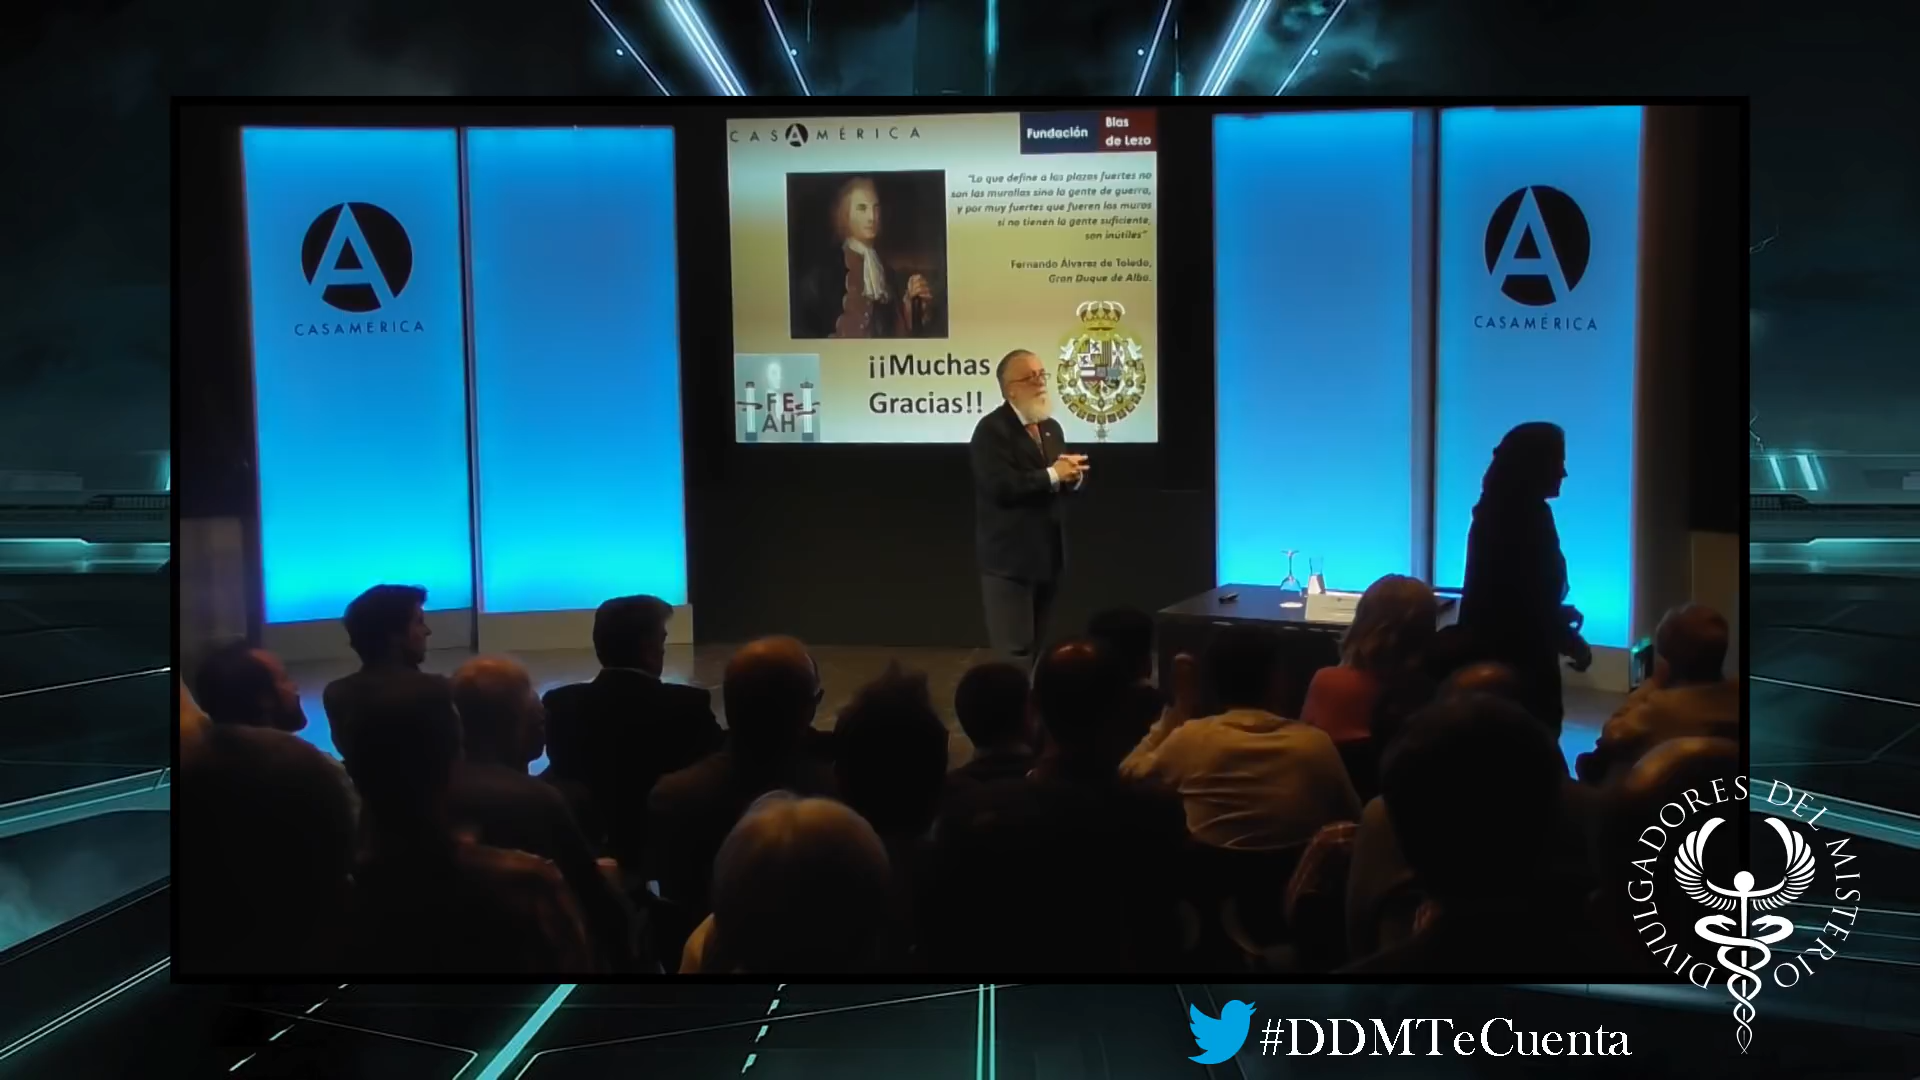 CASAMÉRICA
Fundación
Blas
de Lezo
"Lo que define a las plazas fuertes no
son las murallas sino la gente de guerra,
y por muy fuertes que fueren los muros
si no tienen la gente suficiente,
son inútiles"
Fernando Álvarez de Toledo,
Gran Duque de Alba.
¡¡Muchas
Gracias!!
FE
AH
A
CASAMÉRICA
A
CASAMÉRICA
DIVULGADORES DEL MISTERIO
#DDMTeCuenta